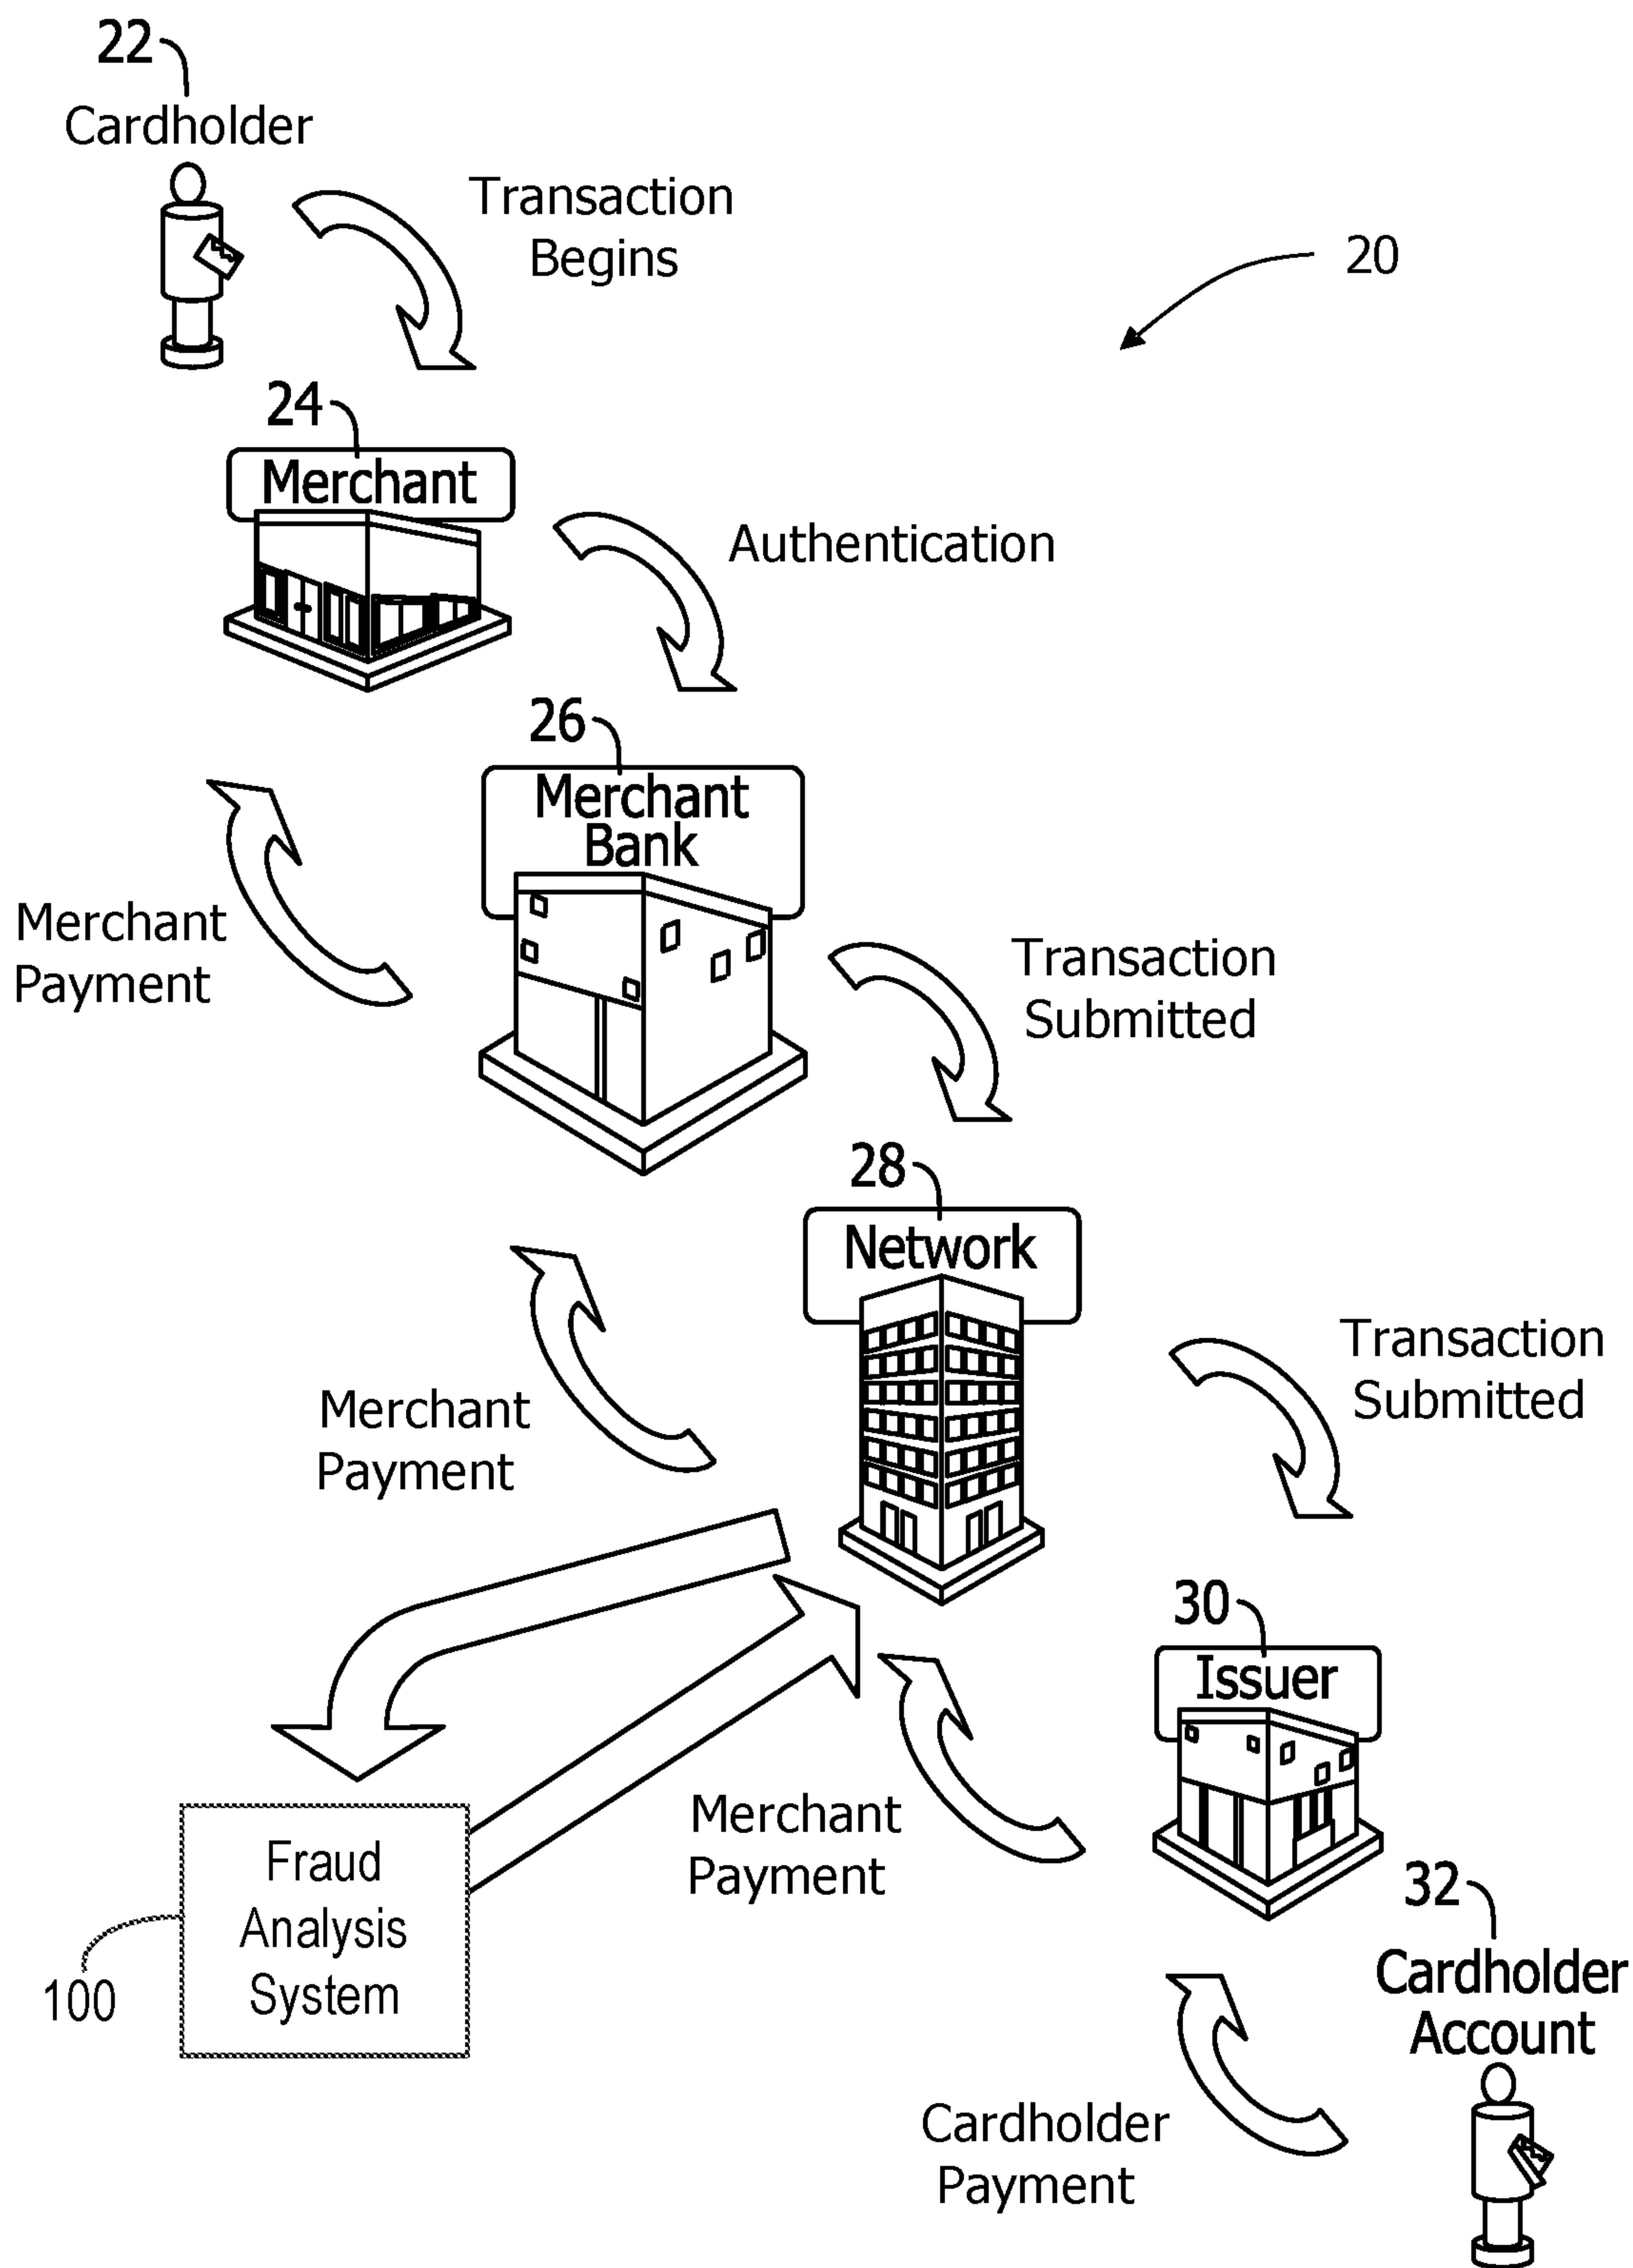 22
Cardholder
Transaction
Begins
20
24
Merchant
Authentication
26
Merchant
Bank
Merchant
Payment
Transaction
Submitted
28
Network
Transaction
Submitted
Merchant
Payment
30
Issuer
Merchant
Payment
Fraud
Analysis
System
100
32
Cardholder
Account
Cardholder
Payment